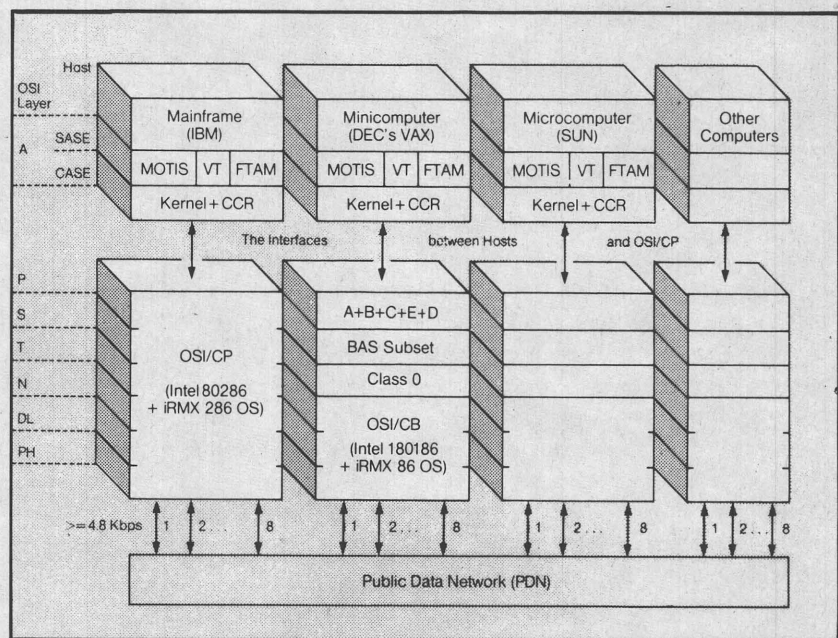 Host
OSI
Layer
A
SASE
CASE
Mainframe
(IBM)
MOTIS VT FTAM
Kernel + CCR
Minicomputer
(DEC's VAX)
MOTIS VT FTAM
Kernel + CCR
Microcomputer
(SUN)
MOTIS VT FTAM
Kernel + CCR
Other
Computers
The Interfaces between Hosts and OSI/CP
P
S
T
N
DL
PH
OSI/CP
(Intel 80286
+ iRMX 286 OS)
A+B+C+E+D
BAS Subset
Class 0
OSI/CB
(Intel 180186
+ iRMX 86 OS)
>= 4.8 Kbps 1 2... 8 1 2... 8 1 2... 8 1 2... 8
Public Data Network (PDN)